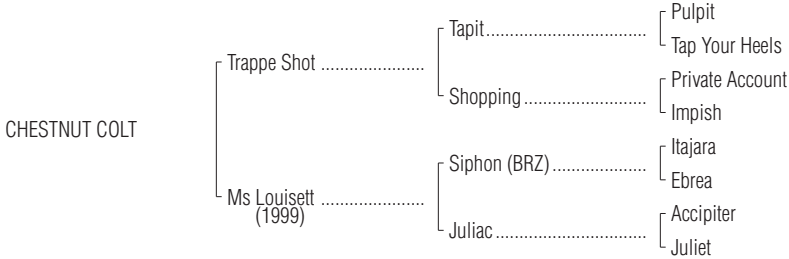 Pulpit
Tapit
Tap Your Heels
Trappe Shot
Private Account
Shopping
Impish
CHESTNUT COLT
Itajara
Siphon (BRZ)
Ebrea
Ms Louisett
(1999)
Accipiter
Juliac
Juliet